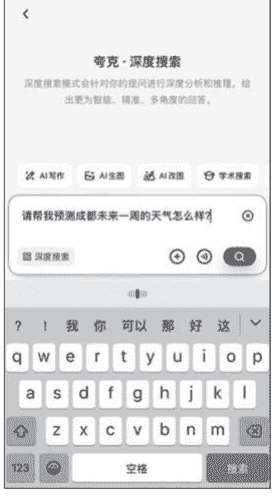 夸克·深度搜索
深度搜索模式会针对你的提问进行深度分析和推理。给
出更为智能、精准、多角度的回答。
AI写作 AI生图 AI改图 学术搜索
请帮我预测成都未来一周的天气怎么样?
深度搜索
? ! 我 你 可以 那 好 这
q w e r t y u i o p
a s d f g h j k l
z x c v b n m
123 空格 搜索